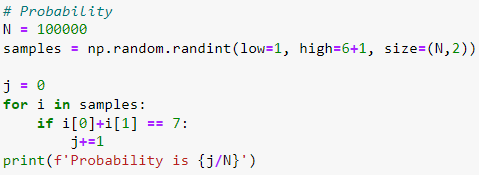 # Probability
N = 100000
samples = np.random.randint(low=1, high=6+1, size=(N,2))
j = 0
for i in samples:
    if i[0]+i[1] == 7:
        j+=1
print(f'Probability is {j/N}')